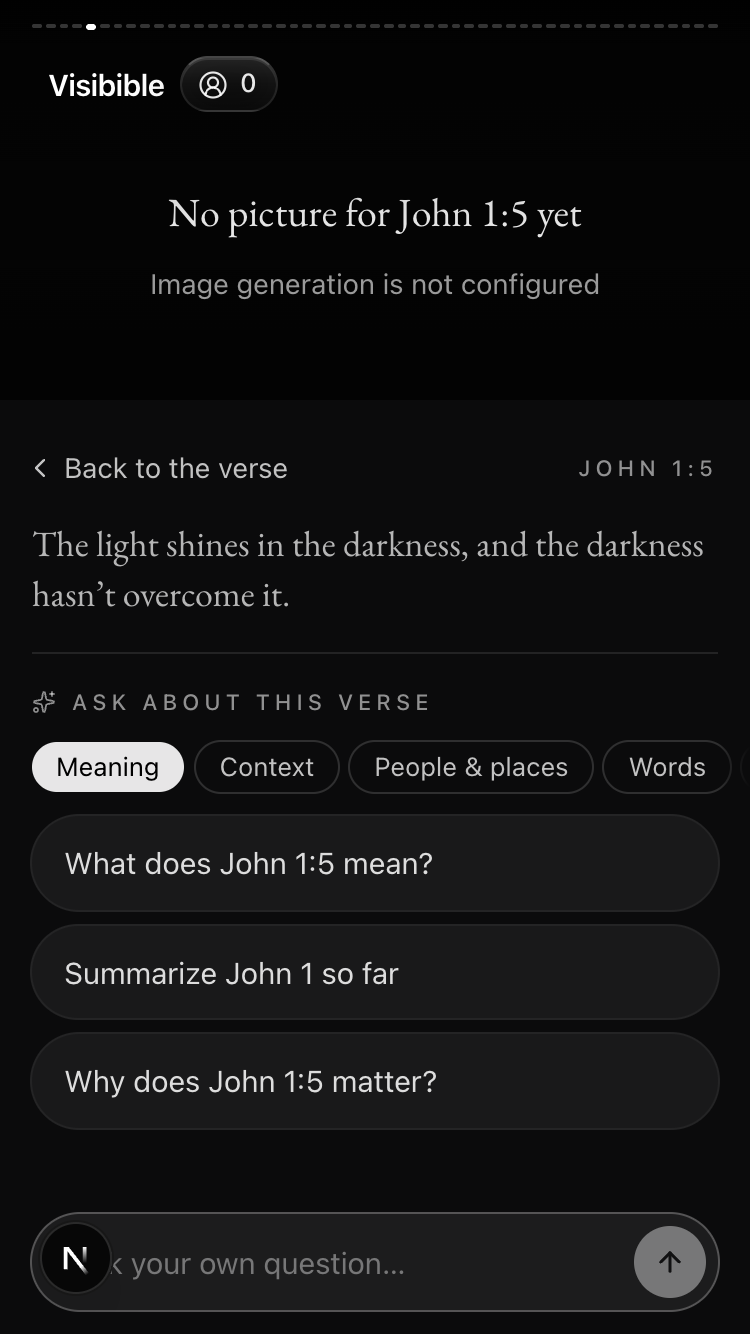 Visibible
0
No picture for John 1:5 yet
Image generation is not configured
Back to the verse
JOHN 1:5
The light shines in the darkness, and the darkness
hasn’t overcome it.
ASK ABOUT THIS VERSE
Meaning
Context
People & places
Words
What does John 1:5 mean?
Summarize John 1 so far
Why does John 1:5 matter?
N
k your own question...